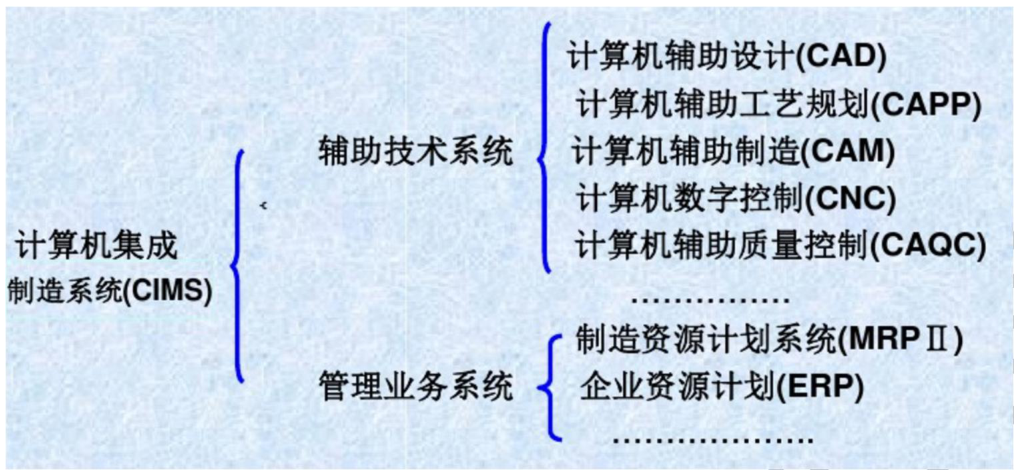 计算机辅助设计(CAD)
计算机辅助工艺规划(CAPP)
辅助技术系统
计算机辅助制造(CAM)
计算机数字控制(CNC)
计算机集成
制造系统(CIMS)
计算机辅助质量控制(CAQC)
……………
制造资源计划系统(MRPⅡ)
管理业务系统
企业资源计划(ERP)
………………..